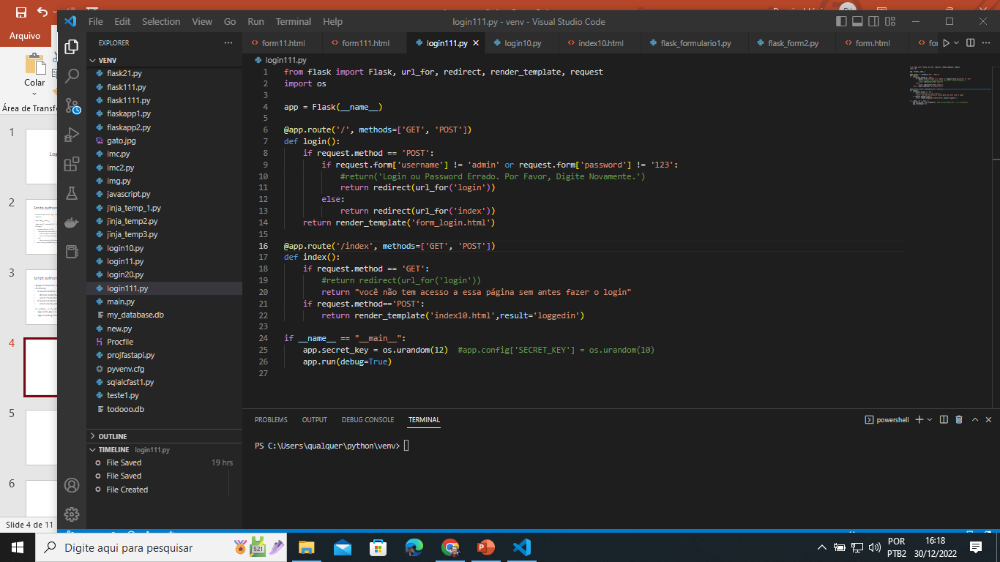 File Edit Selection View Go Run Terminal Help login111.py - venv - Visual Studio Code
Arquivo
Colar
Área de Transf
1
2
Script python
3
Script python
4
5
6
Slide 4 de 11
EXPLORER
VENV
flask21.py
flask111.py
flask1111.py
flaskapp1.py
flaskapp2.py
gato.jpg
imc.py
imc2.py
img.py
javascript.py
jinja_temp_1.py
jinja_temp2.py
jinja_temp3.py
login10.py
login11.py
login20.py
login111.py
main.py
my_database.db
new.py
Procfile
projfastapi.py
pyvenv.cfg
sqlalcfast1.py
teste1.py
todooo.db
OUTLINE
TIMELINE login111.py
File Saved 19 hrs
File Saved
File Created
form11.html form111.html login111.py login10.py index10.html flask_formulario1.py flask_form2.py form.html
login111.py
1 from flask import Flask, url_for, redirect, render_template, request
2 import os
3
4 app = Flask(__name__)
5
6 @app.route('/', methods=['GET', 'POST'])
7 def login():
8 if request.method == 'POST':
9 if request.form['username'] != 'admin' or request.form['password'] != '123':
10 #return('Login ou Password Errado. Por Favor, Digite Novamente.')
11 return redirect(url_for('login'))
12 else:
13 return redirect(url_for('index'))
14 return render_template('form_login.html')
15
16 @app.route('/index', methods=['GET', 'POST'])
17 def index():
18 if request.method == 'GET':
19 #return redirect(url_for('login'))
20 return "você não tem acesso a essa página sem antes fazer o login"
21 if request.method=='POST':
22 return render_template('index10.html',result='loggedin')
23
24 if __name__ == "__main__":
25 app.secret_key = os.urandom(12) #app.config['SECRET_KEY'] = os.urandom(10)
26 app.run(debug=True)
27
PROBLEMS OUTPUT DEBUG CONSOLE TERMINAL powershell
PS C:\Users\qualquer\python\venv>
Digite aqui para pesquisar
521
POR
PTB2
16:18
30/12/2022